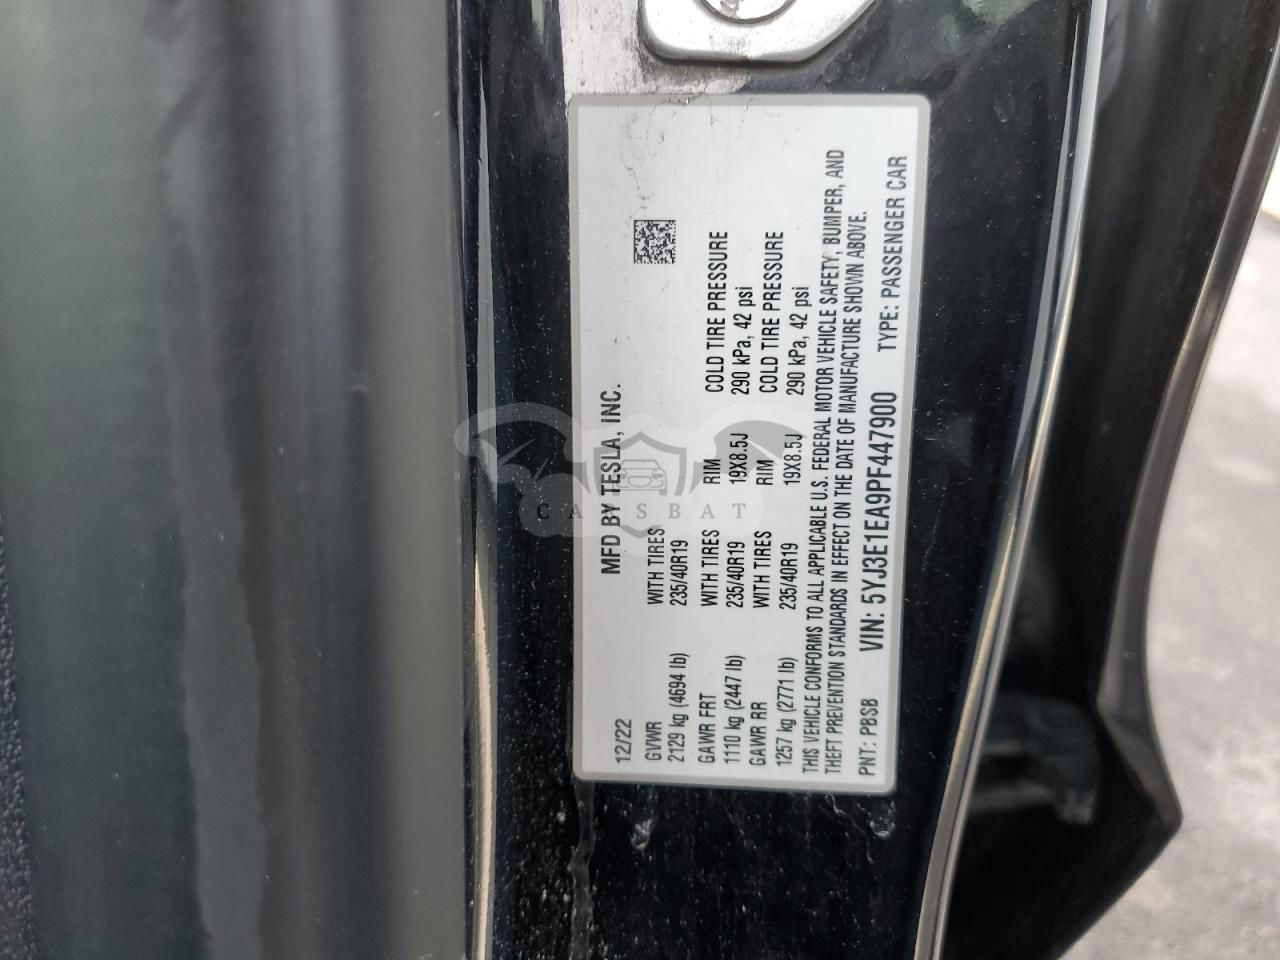 MFD BY TESLA, INC.
12/22
GVWR WITH TIRES
2129 kg (4694 lb) 235/40R19
GAWR FRT WITH TIRES RIM COLD TIRE PRESSURE
1110 kg (2447 lb) 235/40R19 19X8.5J 290 kPa, 42 psi
GAWR RR WITH TIRES RIM COLD TIRE PRESSURE
1257 kg (2771 lb) 235/40R19 19X8.5J 290 kPa, 42 psi
THIS VEHICLE CONFORMS TO ALL APPLICABLE U.S. FEDERAL MOTOR VEHICLE SAFETY, BUMPER, AND
THEFT PREVENTION STANDARDS IN EFFECT ON THE DATE OF MANUFACTURE SHOWN ABOVE.
PNT: PBSB VIN: 5YJ3E1EA9PF447900 TYPE: PASSENGER CAR
CARSBAT